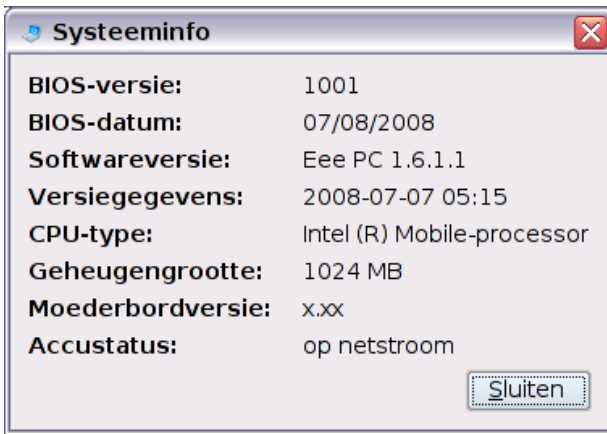 Systeeminfo
BIOS-versie: 1001
BIOS-datum: 07/08/2008
Softwareversie: Eee PC 1.6.1.1
Versiegegevens: 2008-07-07 05:15
CPU-type: Intel (R) Mobile-processor
Geheugengrootte: 1024 MB
Moederbordversie: x.xx
Accustatus: op netstroom
Sluiten